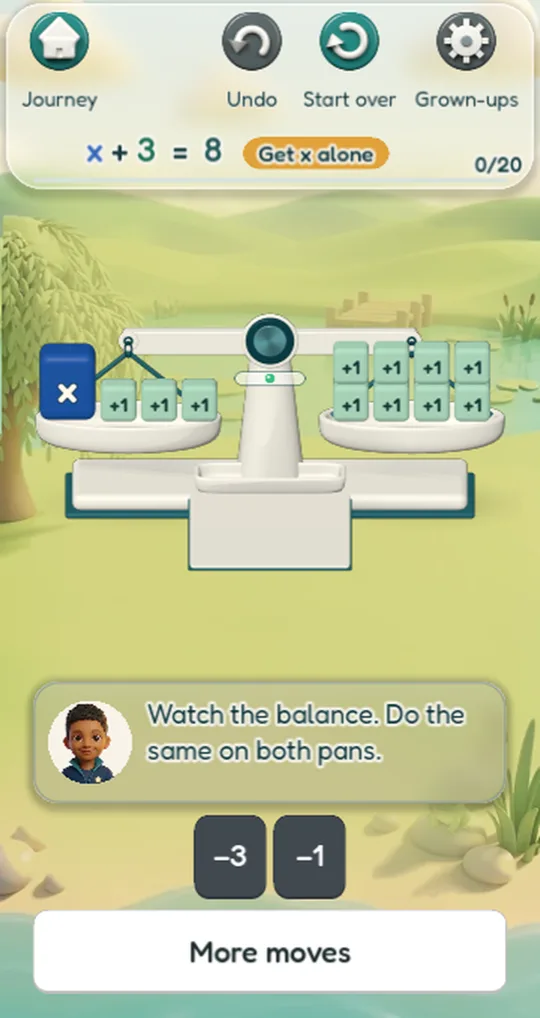 Journey
Undo
Start over
Grown-ups
x + 3 = 8
Get x alone
0/20
+1 +1 +1 +1
x +1 +1 +1
+1 +1 +1 +1
Watch the balance. Do the
same on both pans.
−3
−1
More moves